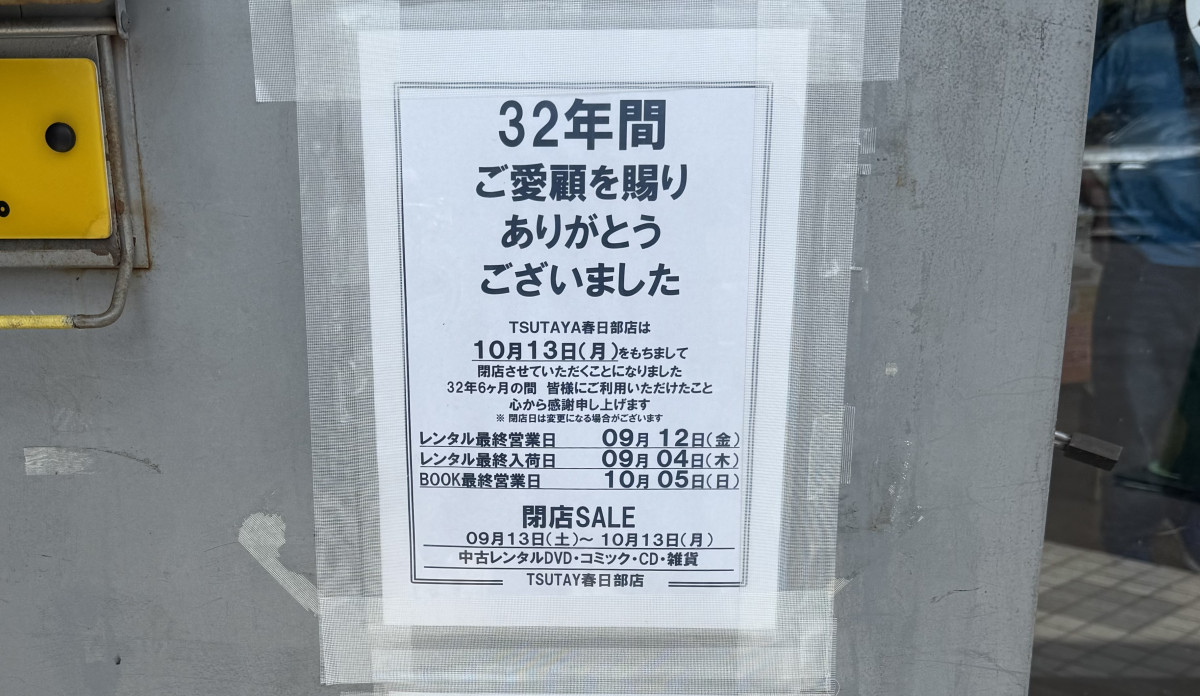 32年間
ご愛顧を賜り
ありがとう
ございました
TSUTAYA春日部店は
10月13日(月)をもちまして
閉店させていただくことになりました
32年6ヶ月の間 皆様にご利用いただけたこと
心から感謝申し上げます
※ 閉店日は変更になる場合がございます
レンタル最終営業日 09月 12日(金)
レンタル最終入荷日 09月 04日(木)
BOOK最終営業日 10月 05日(日)
閉店SALE
09月13日(土)～ 10月13日(月)
中古レンタルDVD・コミック・CD・雑貨
TSUTAY春日部店